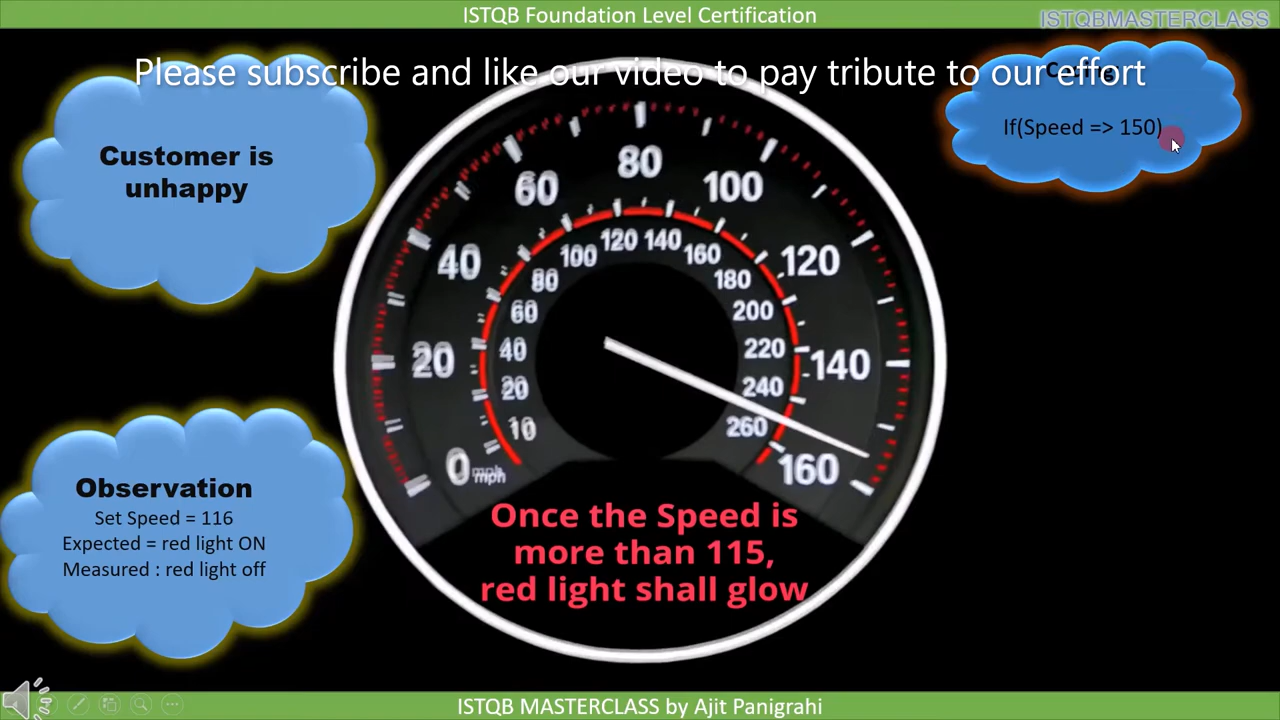 ISTQB Foundation Level Certification
ISTQBMASTERCLASS
Please subscribe and like our video to pay tribute to our effort
Customer is
unhappy
If(Speed => 150)
80
60
100
40
120
20
140
0
160
mph
120
140
100
160
80
180
60
200
40
220
20
240
10
260
Observation
Set Speed = 116
Expected = red light ON
Measured : red light off
Once the Speed is
more than 115,
red light shall glow
ISTQB MASTERCLASS by Ajit Panigrahi